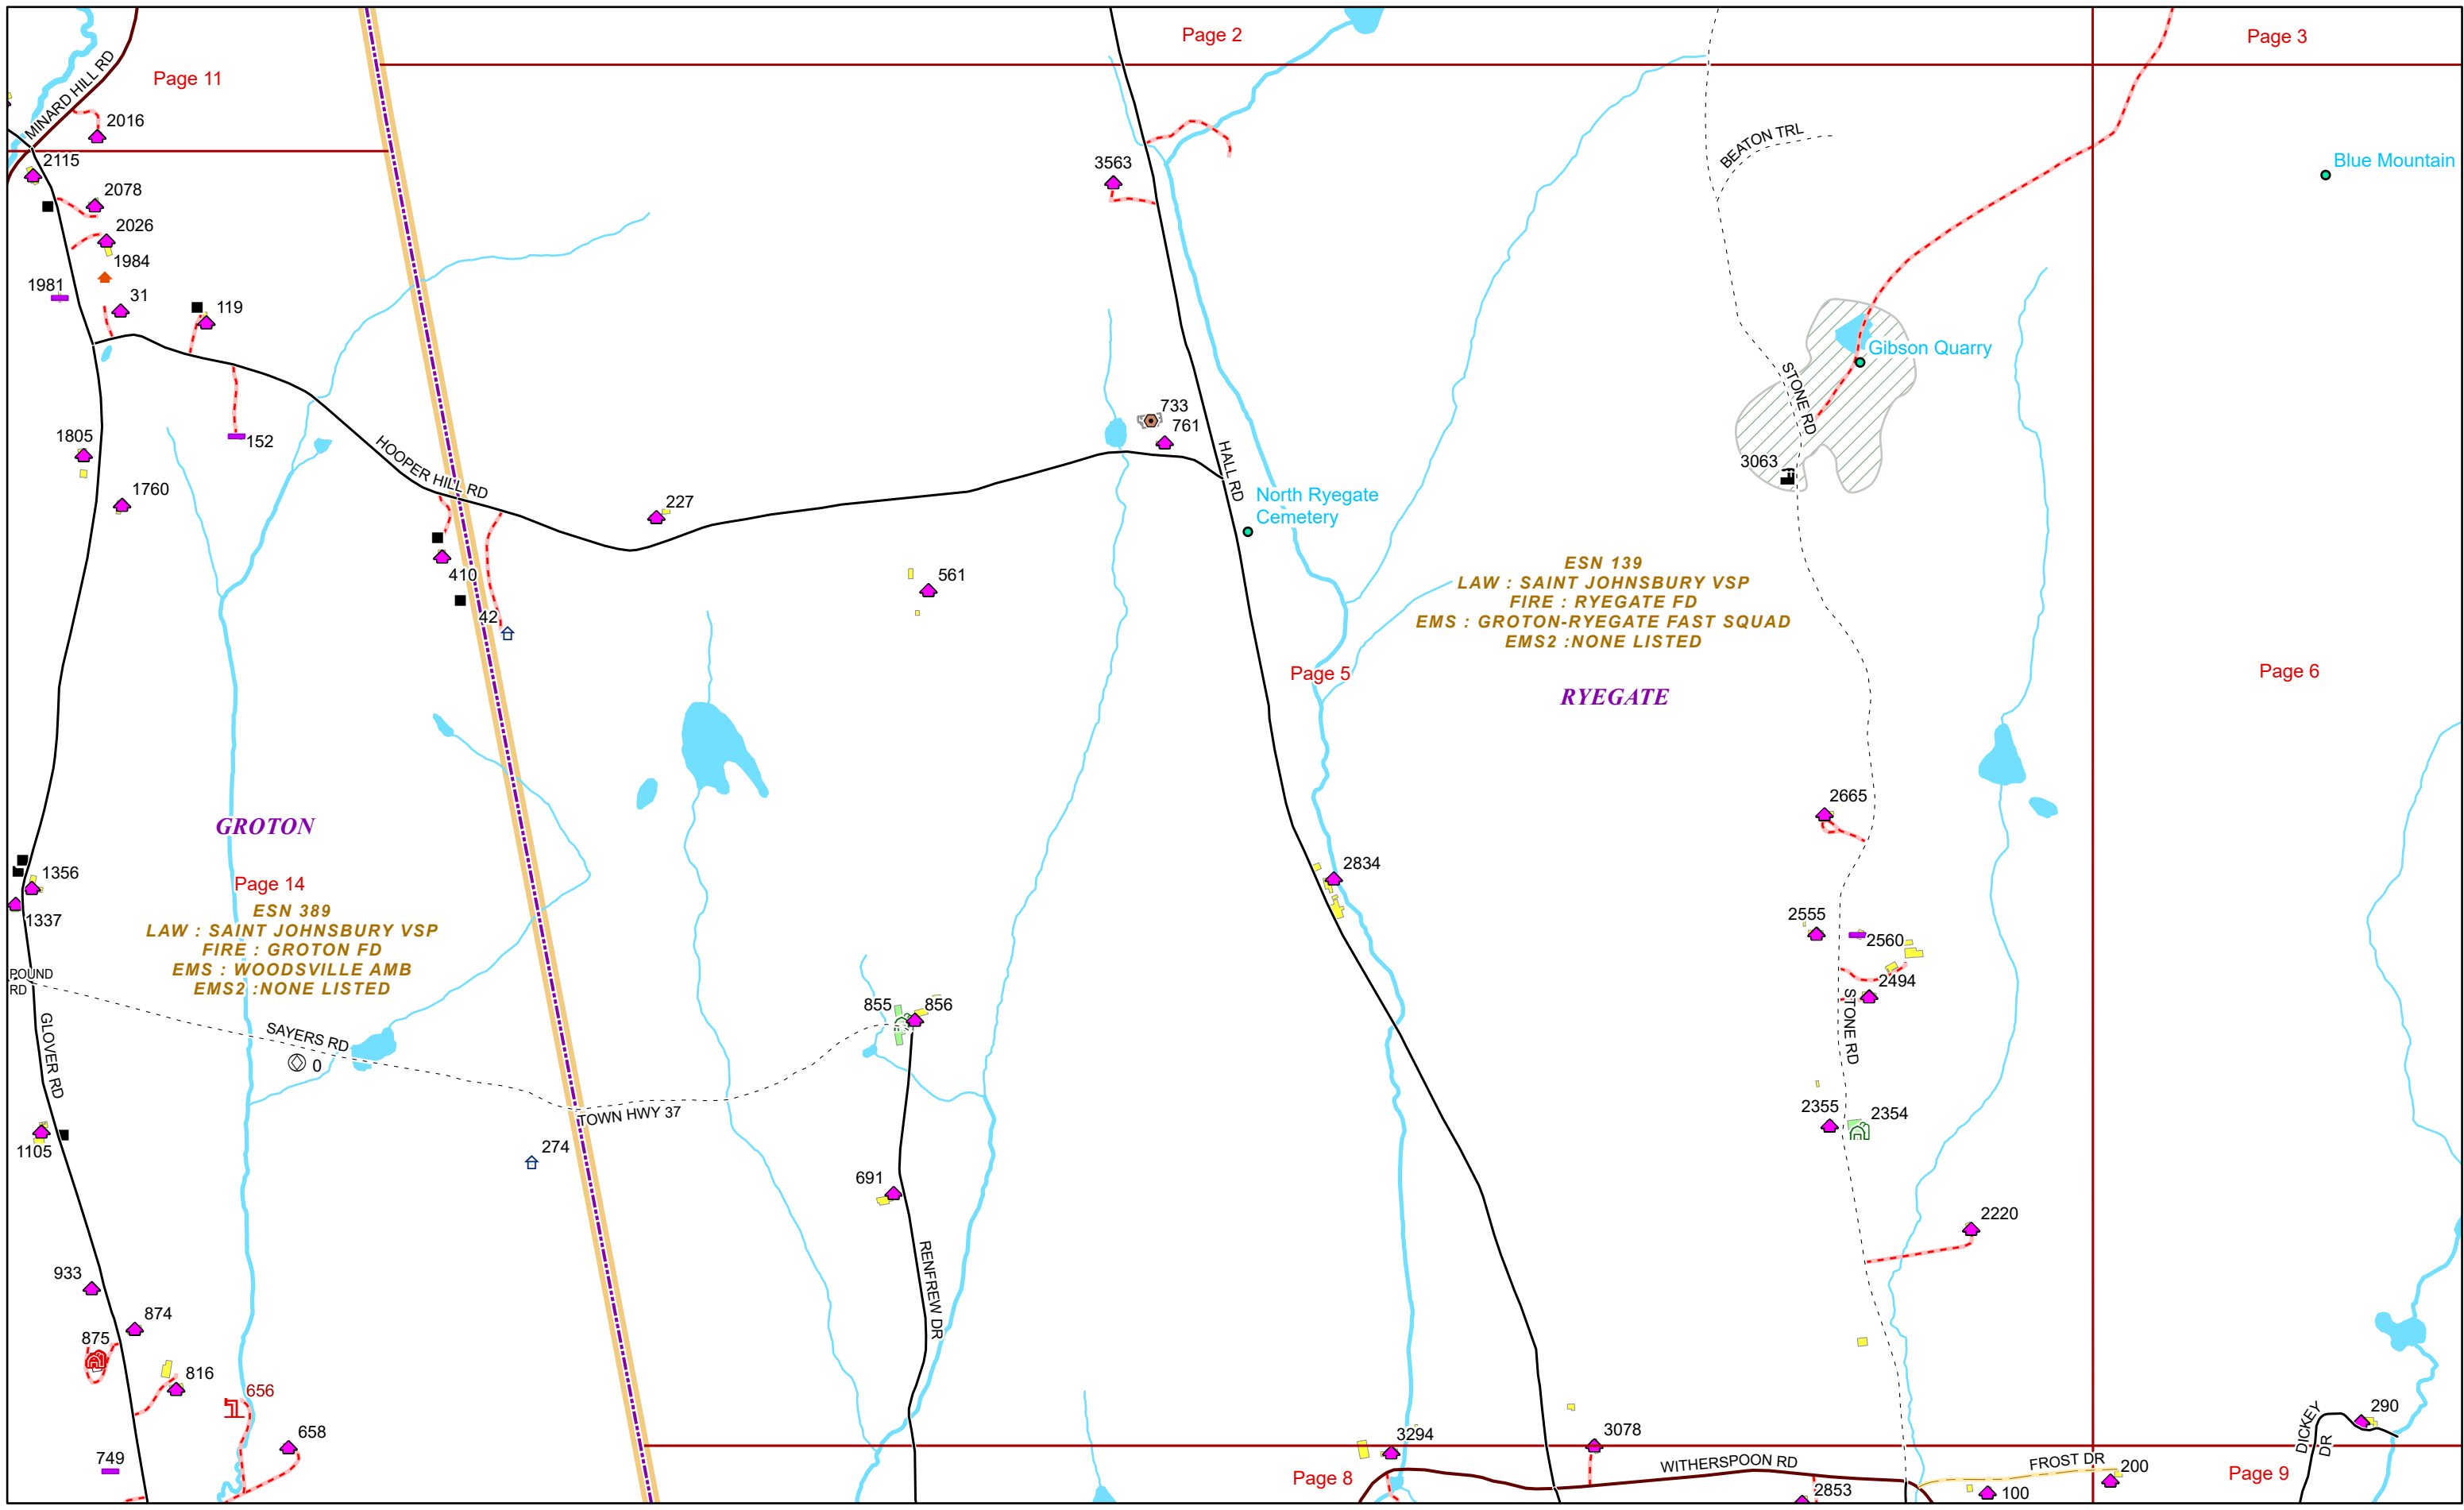 Page 2
Page 3
MINARD HILL RD
Page 11
2016
BEATON TRL
2115
3563
Blue Mountain
2078
2026
1984
1981
31
119
Gibson Quarry
STONE RD
733
761
1805
152
HOOPER HILL RD
HALL RD
3063
1760
227
North Ryegate
Cemetery
410
561
42
ESN 139
LAW : SAINT JOHNSBURY VSP
FIRE : RYEGATE FD
EMS : GROTON-RYEGATE FAST SQUAD
EMS2 :NONE LISTED
Page 5
Page 6
RYEGATE
2665
GROTON
2834
1356
Page 14
1337
ESN 389
LAW : SAINT JOHNSBURY VSP
FIRE : GROTON FD
EMS : WOODSVILLE AMB
EMS2 :NONE LISTED
2555
2560
2494
POUND
RD
855
856
STONE RD
GLOVER RD
SAYERS RD
0
TOWN HWY 37
2355
2354
1105
274
691
2220
RENFREW DR
933
874
875
816
656
658
749
290
DICKEY
DR
3294
3078
Page 8
WITHERSPOON RD
FROST DR
200
Page 9
2853
100